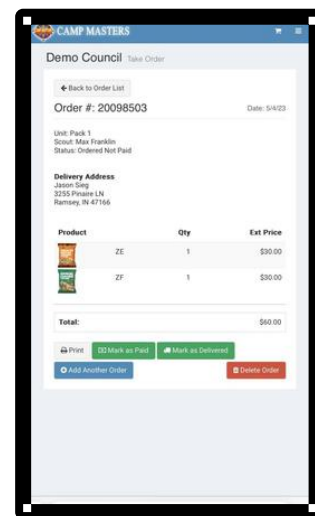 CAMP MASTERS
Demo Council Take Order
Back to Order List
Order #: 20098503 Date: 5/4/23
Unit: Pack 1
Scout: Max Franklin
Status: Ordered Not Paid
Delivery Address
Jason Sieg
3255 Pinaire LN
Ramsey, IN 47166
Product Qty Ext Price
ZE 1 $30.00
ZF 1 $30.00
Total: $60.00
Print Mark as Paid Mark as Delivered
Add Another Order Delete Order